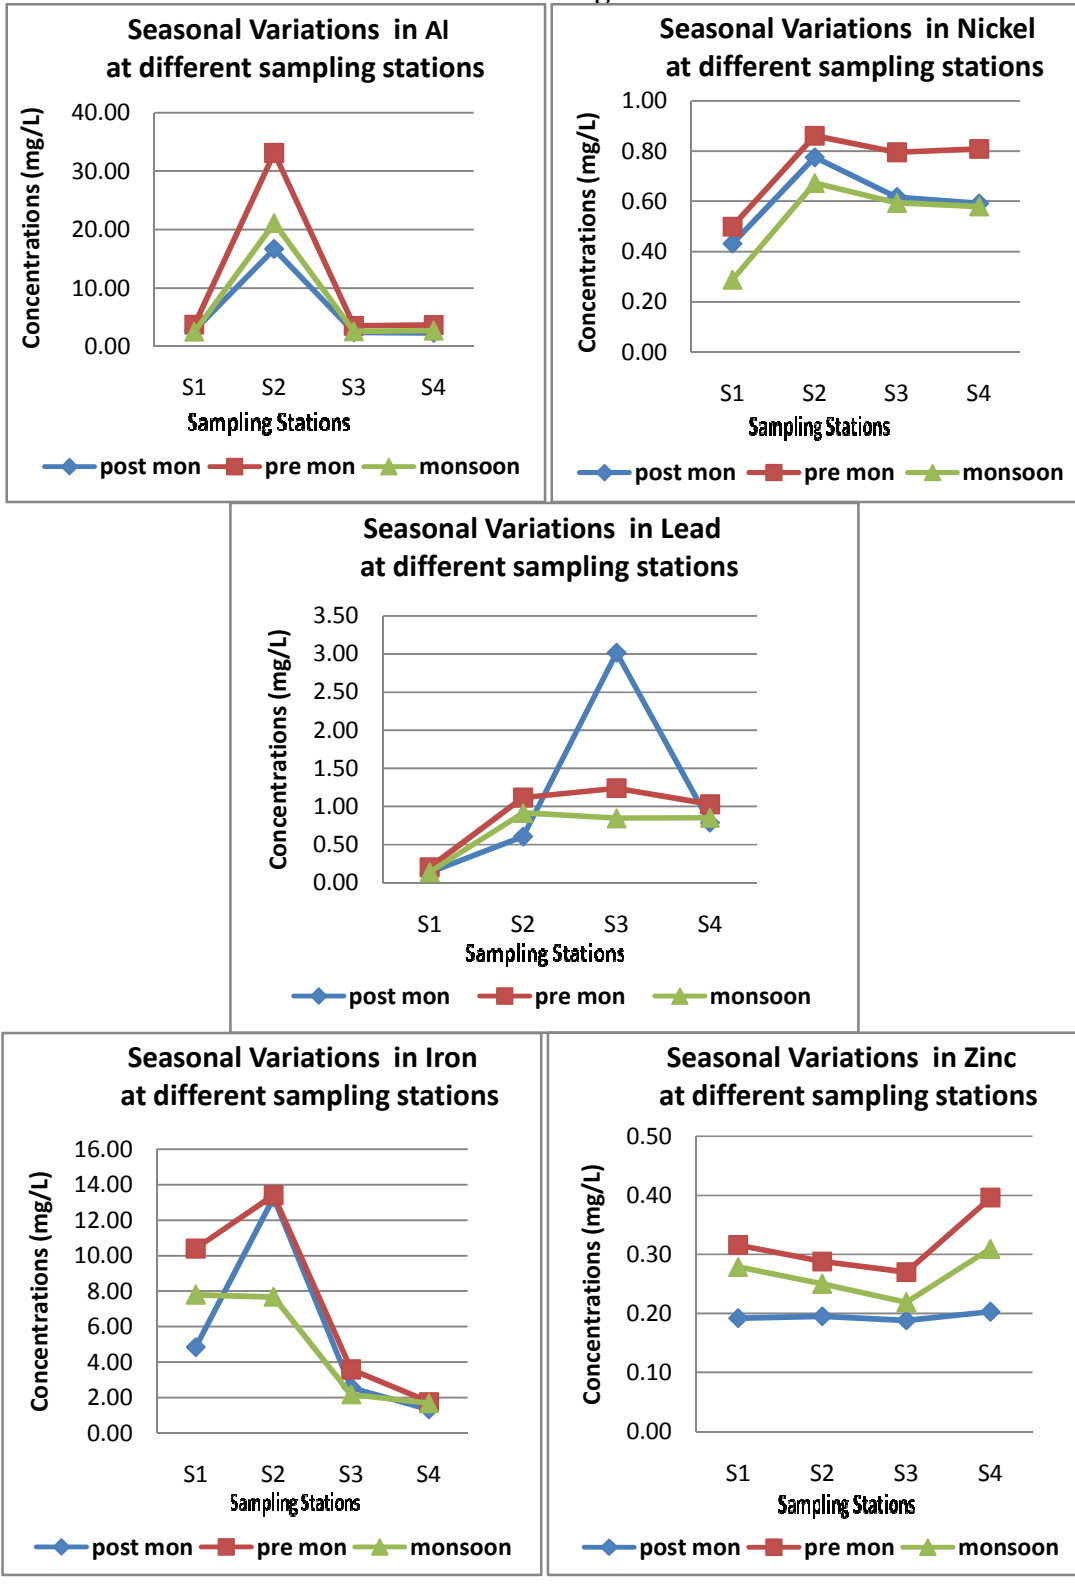 Seasonal Variations in Al
at different sampling stations
Concentrations (mg/L)
40.00
30.00
20.00
10.00
0.00
S1 S2 S3 S4
Sampling Stations
post mon pre mon monsoon
Seasonal Variations in Nickel
at different sampling stations
Concentrations (mg/L)
1.00
0.80
0.60
0.40
0.20
0.00
S1 S2 S3 S4
Sampling Stations
post mon pre mon monsoon
Seasonal Variations in Lead
at different sampling stations
Concentrations (mg/L)
3.50
3.00
2.50
2.00
1.50
1.00
0.50
0.00
S1 S2 S3 S4
Sampling Stations
post mon pre mon monsoon
Seasonal Variations in Iron
at different sampling stations
Concentrations (mg/L)
16.00
14.00
12.00
10.00
8.00
6.00
4.00
2.00
0.00
S1 S2 S3 S4
Sampling Stations
post mon pre mon monsoon
Seasonal Variations in Zinc
at different sampling stations
Concentrations (mg/L)
0.50
0.40
0.30
0.20
0.10
0.00
S1 S2 S3 S4
Sampling Stations
post mon pre mon monsoon